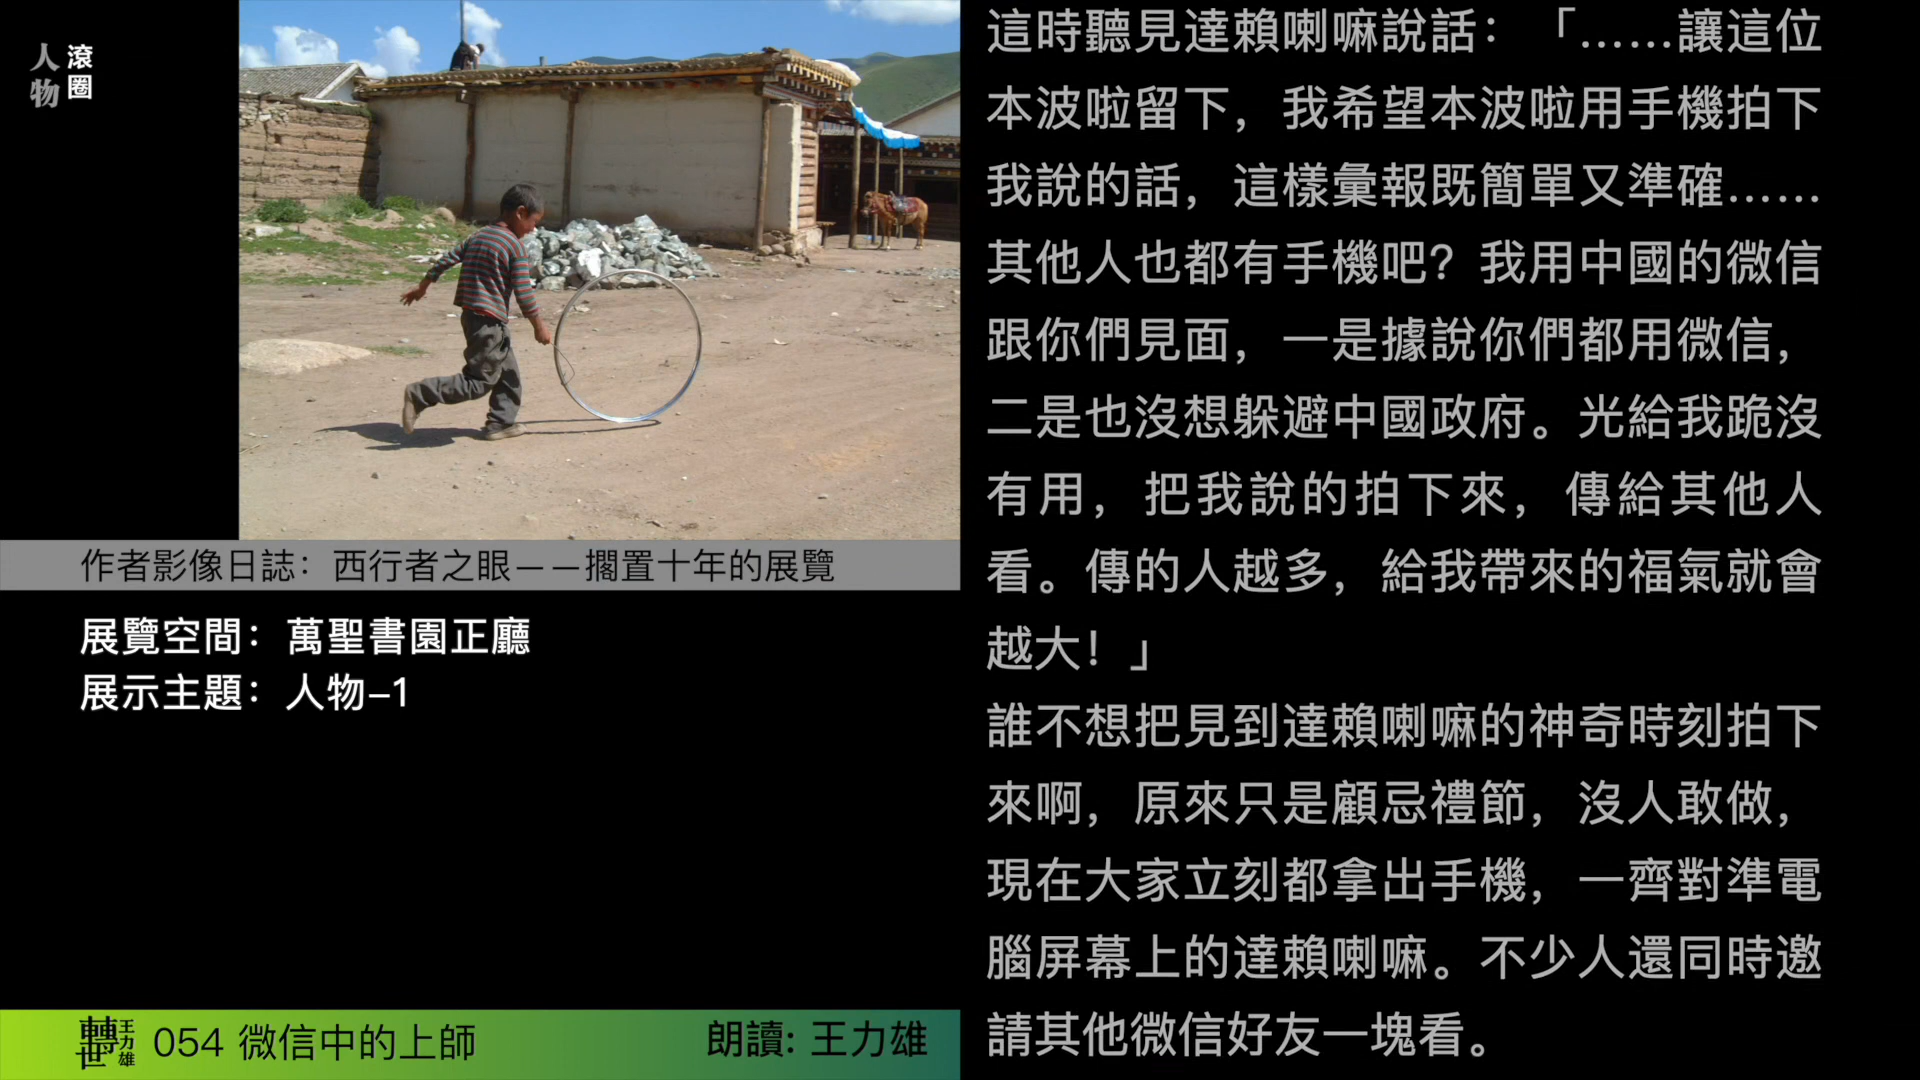 滾圈
人物
作者影像日誌：西行者之眼——擱置十年的展覽
展覽空間：萬聖書園正廳
展示主題：人物–1
轉世
王力雄
054 微信中的上師
朗讀: 王力雄
這時聽見達賴喇嘛說話：「……讓這位
本波啦留下，我希望本波啦用手機拍下
我說的話，這樣彙報既簡單又準確……
其他人也都有手機吧？我用中國的微信
跟你們見面，一是據說你們都用微信，
二是也沒想躲避中國政府。光給我跪沒
有用，把我說的拍下來，傳給其他人
看。傳的人越多，給我帶來的福氣就會
越大！」
誰不想把見到達賴喇嘛的神奇時刻拍下
來啊，原來只是顧忌禮節，沒人敢做，
現在大家立刻都拿出手機，一齊對準電
腦屏幕上的達賴喇嘛。不少人還同時邀
請其他微信好友一塊看。